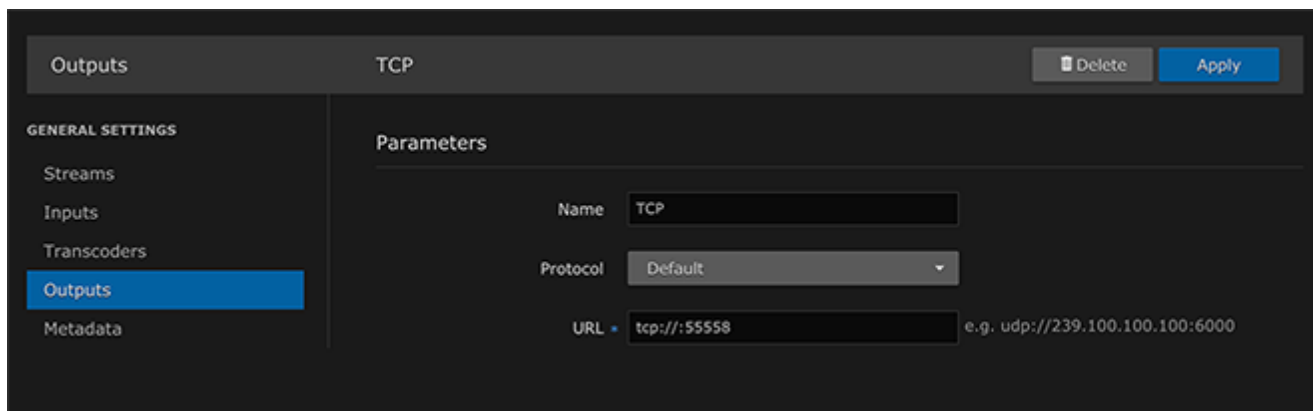 Outputs TCP Delete Apply
GENERAL SETTINGS
Streams
Inputs
Transcoders
Outputs
Metadata
Parameters
Name TCP
Protocol Default
URL * tcp://:55558 e.g. udp://239.100.100.100:6000